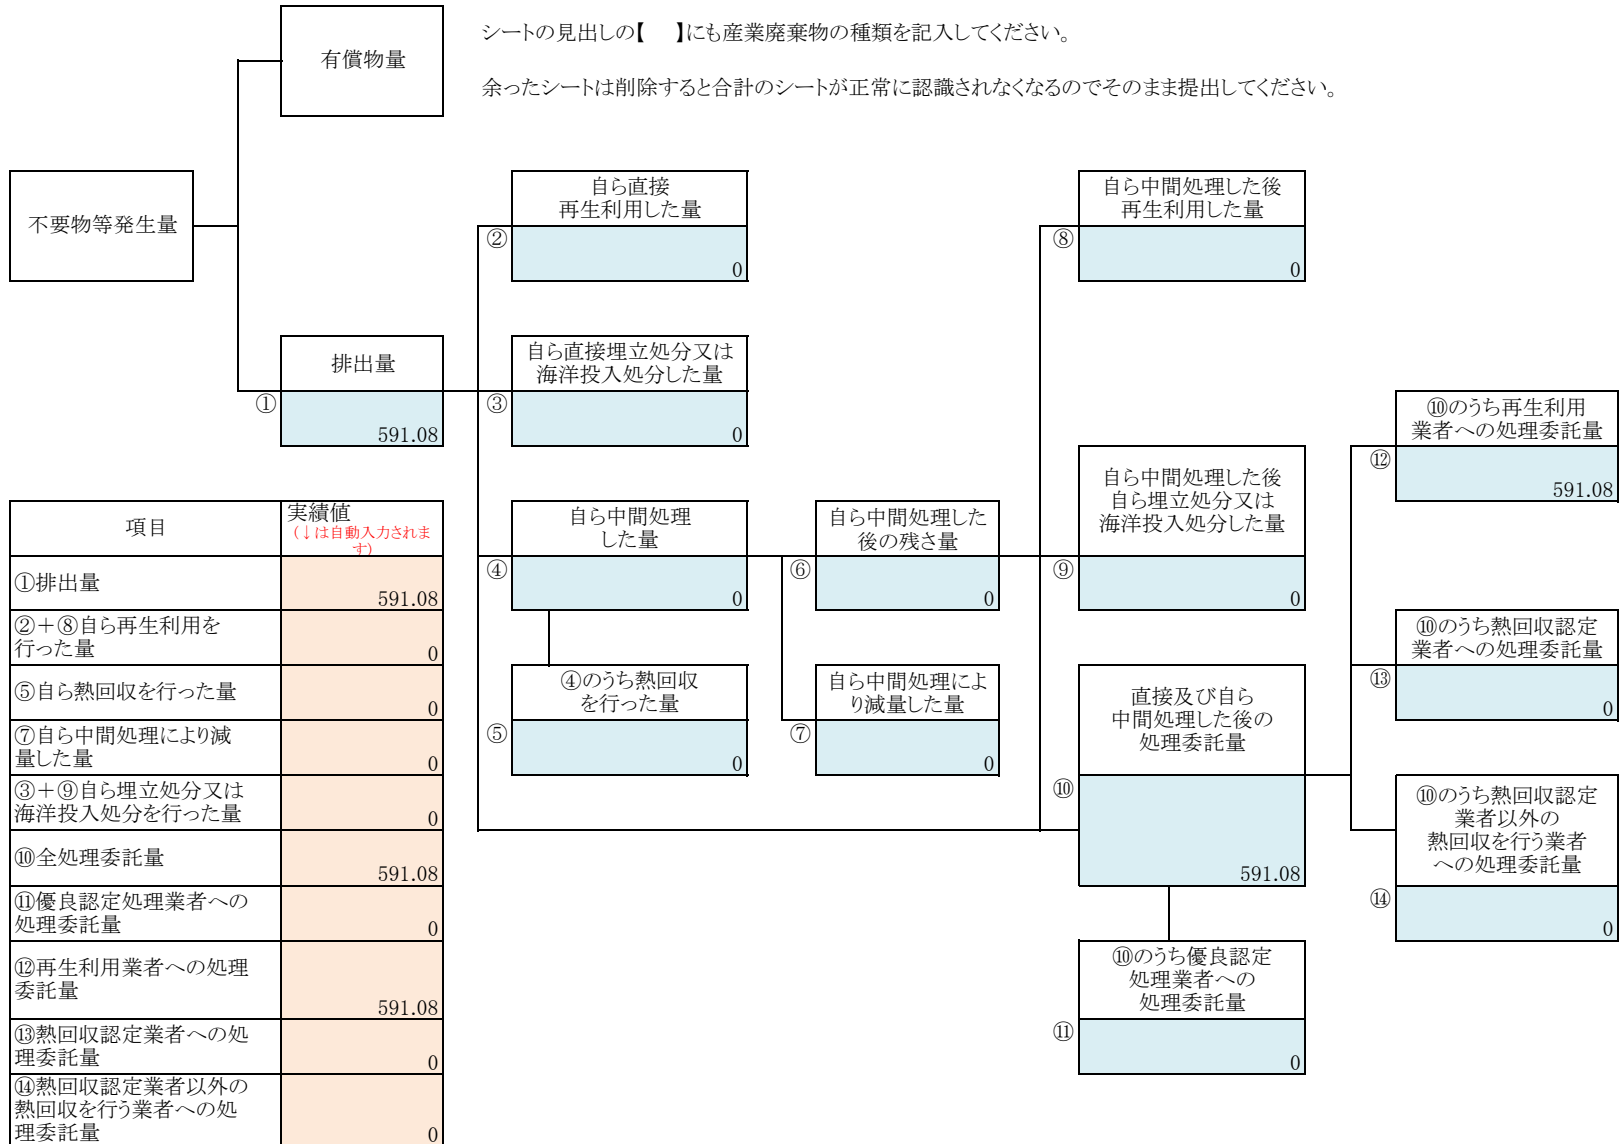 有償物量
シートの見出しの【　】にも産業廃棄物の種類を記入してください。
余ったシートは削除すると合計のシートが正常に認識されなくなるのでそのまま提出してください。
不要物等発生量
自ら直接
再生利用した量
②
0
自ら中間処理した後
再生利用した量
⑧
0
排出量
①
591.08
自ら直接埋立処分又は
海洋投入処分した量
③
0
⑩のうち再生利用
業者への処理委託量
⑫
591.08
自ら中間処理
した量
④
0
自ら中間処理した
後の残さ量
⑥
0
自ら中間処理した後
自ら埋立処分又は
海洋投入処分した量
⑨
0
⑩のうち熱回収認定
業者への処理委託量
⑬
0
④のうち熱回収
を行った量
⑤
0
自ら中間処理によ
り減量した量
⑦
0
直接及び自ら
中間処理した後の
処理委託量
⑩
591.08
⑩のうち熱回収認定
業者以外の
熱回収を行う業者
への処理委託量
⑭
0
⑩のうち優良認定
処理業者への
処理委託量
⑪
0
項目
実績値
(↓は自動入力されま
す)
①排出量
591.08
②＋⑧自ら再生利用を
行った量
0
⑤自ら熱回収を行った量
0
⑦自ら中間処理により減
量した量
0
③＋⑨自ら埋立処分又は
海洋投入処分を行った量
0
⑩全処理委託量
591.08
⑪優良認定処理業者への
処理委託量
0
⑫再生利用業者への処理
委託量
591.08
⑬熱回収認定業者への処
理委託量
0
⑭熱回収認定業者以外の
熱回収を行う業者への処
理委託量
0